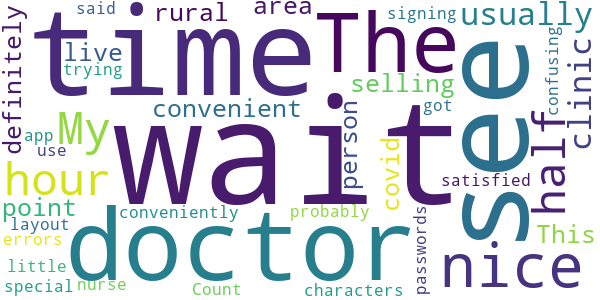 said
rural
area
signing
usually
definitely
time
The
see
live
trying
selling
confusing
clinic
convenient
got
half
app
use
My
wait
person
covid
hour
satisfied
point
conveniently
probably
passwords
This
layout
errors
doctor
nice
little
special
nurse
Count
characters